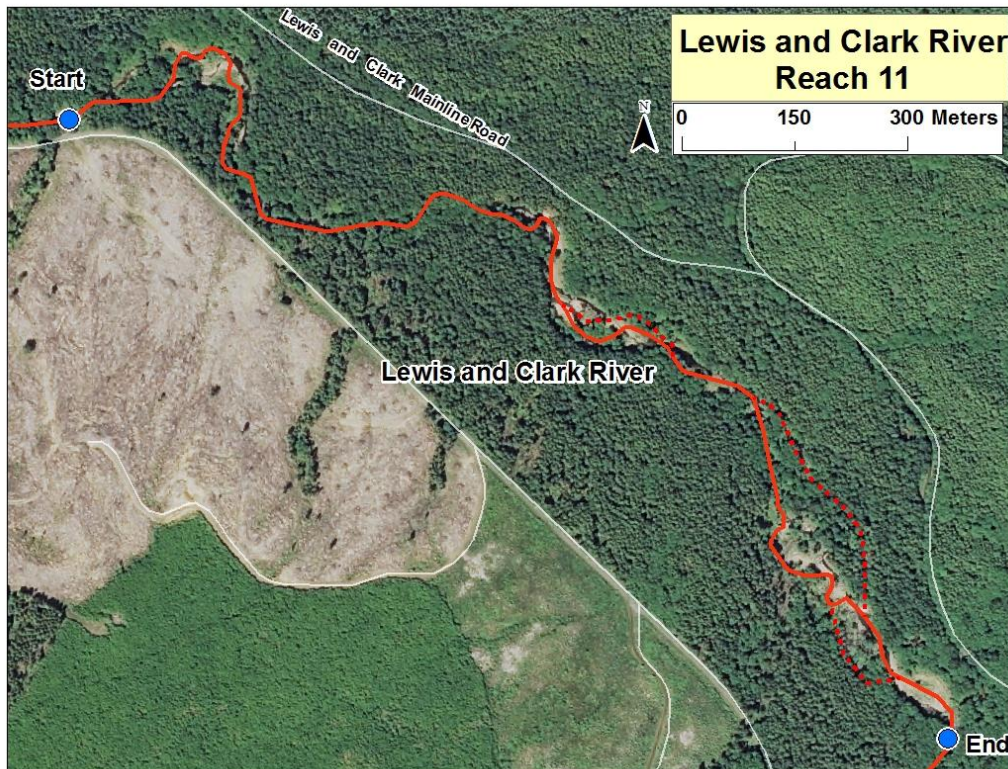 Lewis and Clark River
Reach 11
0 150 300 Meters
N
Start
Lewis and Clark Mainline Road
Lewis and Clark River
End